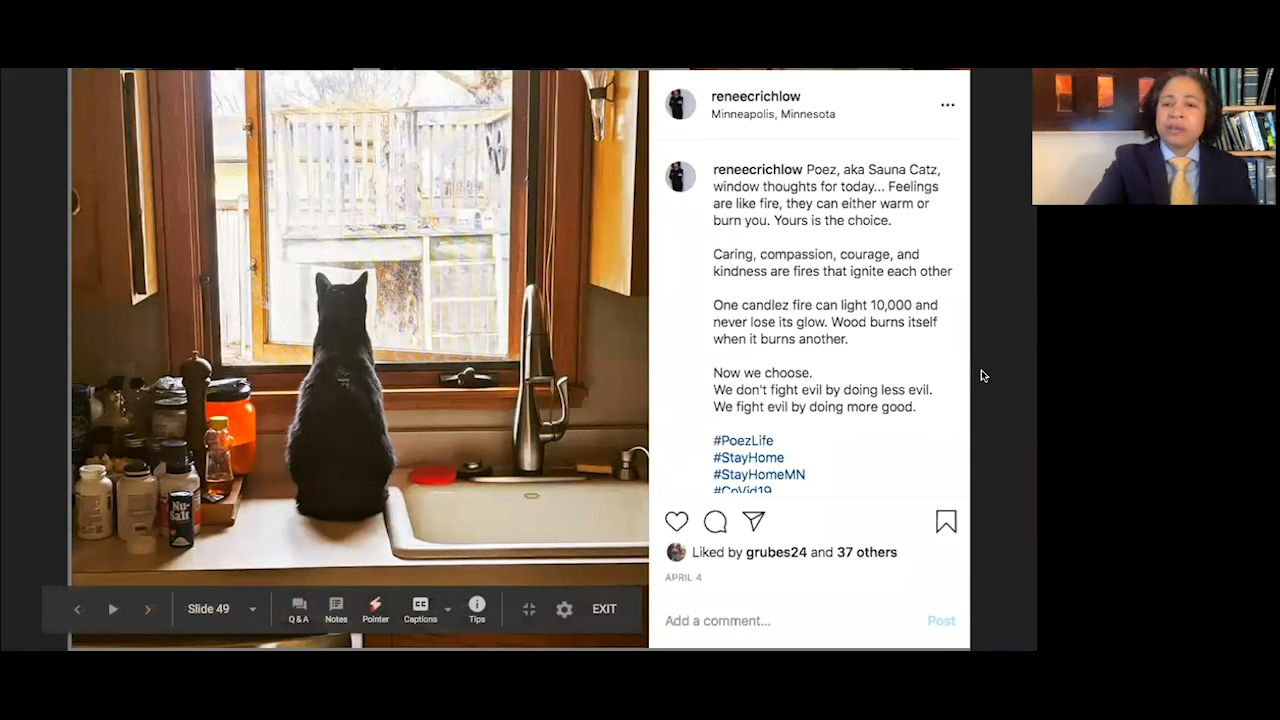 reneecrichlow
Minneapolis, Minnesota
reneecrichlow Poez, aka Sauna Catz,
window thoughts for today... Feelings
are like fire, they can either warm or
burn you. Yours is the choice.
Caring, compassion, courage, and
kindness are fires that ignite each other
One candlez fire can light 10,000 and
never lose its glow. Wood burns itself
when it burns another.
Now we choose.
We don't fight evil by doing less evil.
We fight evil by doing more good.
#PoezLife
#StayHome
#StayHomeMN
#CoVid19
Liked by grubes24 and 37 others
APRIL 4
Add a comment... Post
Nu-
Salt
Slide 49
Q & A
Notes
Pointer
Captions
Tips
EXIT